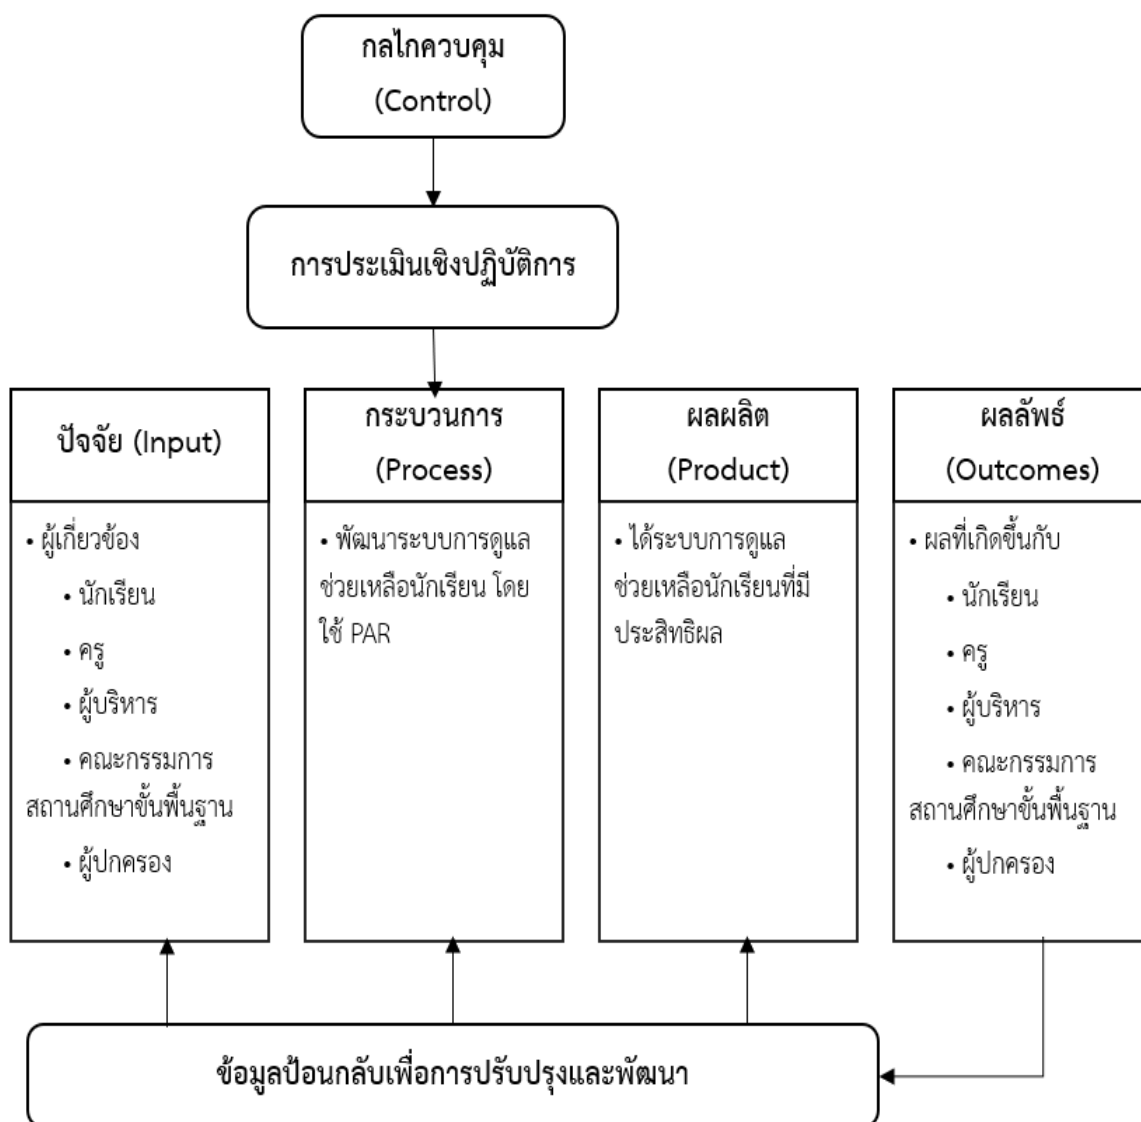 กลไกควบคุม
(Control)
การประเมินเชิงปฏิบัติการ
ปัจจัย (Input)
• ผู้เกี่ยวข้อง
• นักเรียน
• ครู
• ผู้บริหาร
• คณะกรรมการ
สถานศึกษาขั้นพื้นฐาน
• ผู้ปกครอง
กระบวนการ
(Process)
• พัฒนาระบบการดูแล
ช่วยเหลือนักเรียน โดย
ใช้ PAR
ผลผลิต
(Product)
• ได้ระบบการดูแล
ช่วยเหลือนักเรียนที่มี
ประสิทธิผล
ผลลัพธ์
(Outcomes)
• ผลที่เกิดขึ้นกับ
• นักเรียน
• ครู
• ผู้บริหาร
• คณะกรรมการ
สถานศึกษาขั้นพื้นฐาน
• ผู้ปกครอง
ข้อมูลป้อนกลับเพื่อการปรับปรุงและพัฒนา